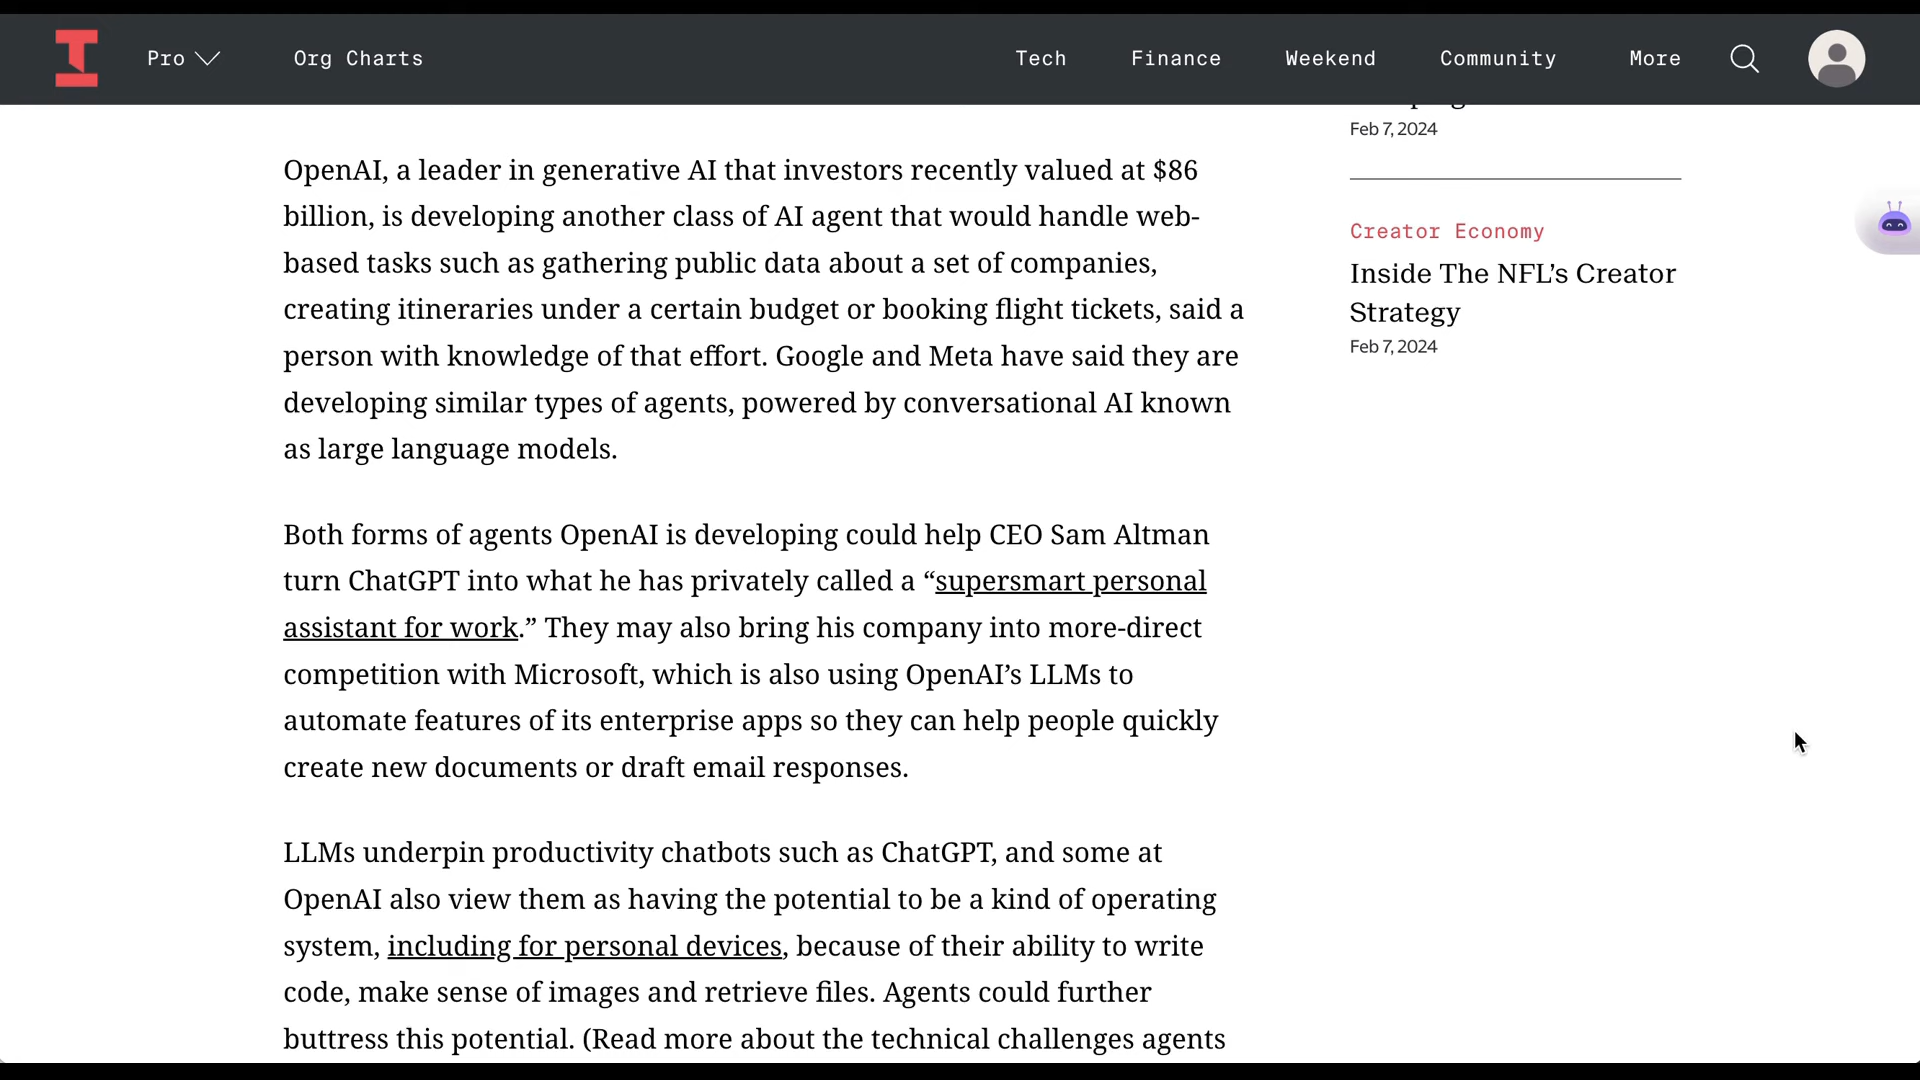 Pro
Org Charts
Tech
Finance
Weekend
Community
More
OpenAI, a leader in generative AI that investors recently valued at $86
billion, is developing another class of AI agent that would handle web-
based tasks such as gathering public data about a set of companies,
creating itineraries under a certain budget or booking flight tickets, said a
person with knowledge of that effort. Google and Meta have said they are
developing similar types of agents, powered by conversational AI known
as large language models.
Both forms of agents OpenAI is developing could help CEO Sam Altman
turn ChatGPT into what he has privately called a “supersmart personal
assistant for work.” They may also bring his company into more-direct
competition with Microsoft, which is also using OpenAI’s LLMs to
automate features of its enterprise apps so they can help people quickly
create new documents or draft email responses.
LLMs underpin productivity chatbots such as ChatGPT, and some at
OpenAI also view them as having the potential to be a kind of operating
system, including for personal devices, because of their ability to write
code, make sense of images and retrieve files. Agents could further
buttress this potential. (Read more about the technical challenges agents
Feb 7, 2024
Creator Economy
Inside The NFL’s Creator
Strategy
Feb 7, 2024